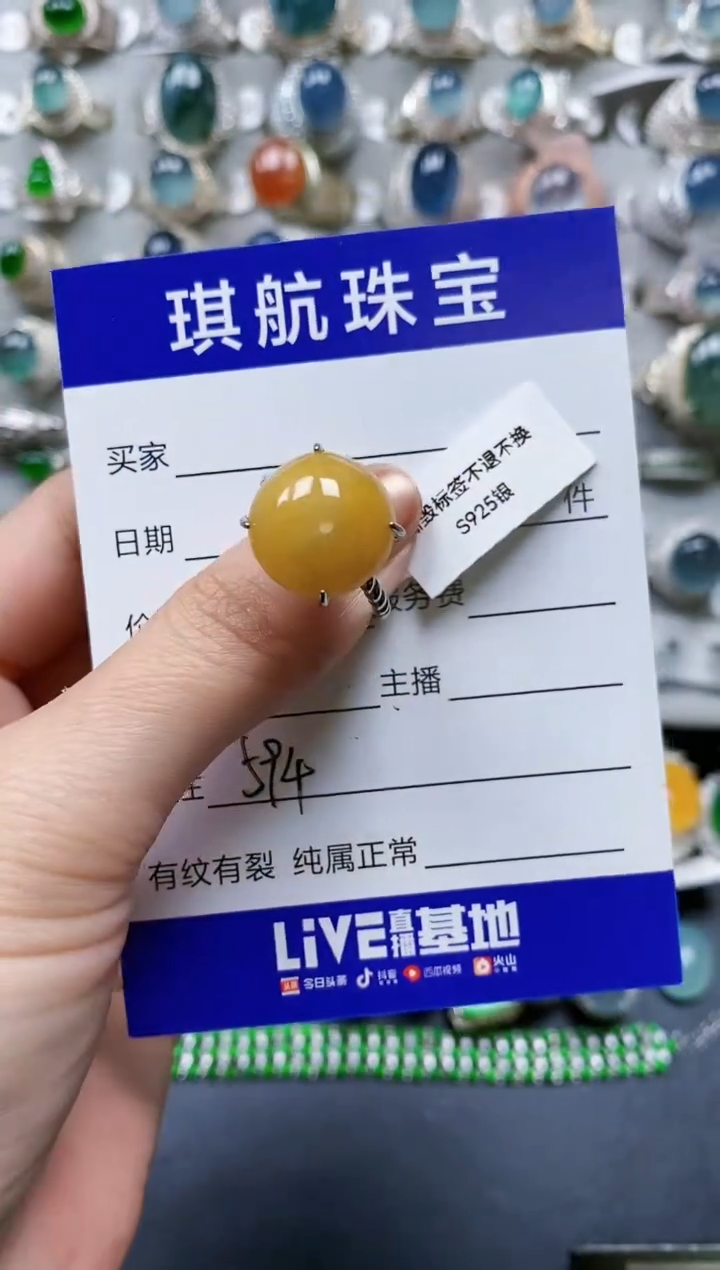 琪航珠宝
买家
毁标签不退不换
S925银
日期
件
服务费
主播
594
有纹有裂 纯属正常
LiVE直播基地
今日头条 抖音 西瓜视频 火山